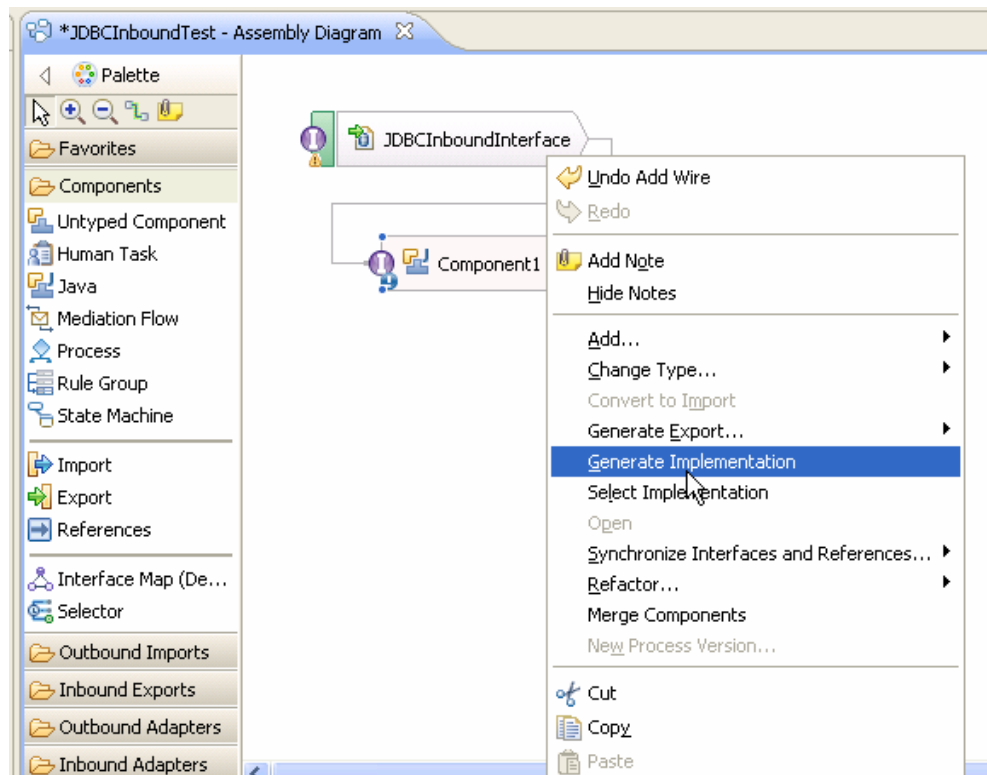 *JDBCInboundTest - Assembly Diagram
Palette
Favorites
Components
Untyped Component
Human Task
Java
Mediation Flow
Process
Rule Group
State Machine
Import
Export
References
Interface Map (De...
Selector
Outbound Imports
Inbound Exports
Outbound Adapters
Inbound Adapters
JDBCInboundInterface
Component1
Undo Add Wire
Redo
Add Note
Hide Notes
Add...
Change Type...
Convert to Import
Generate Export...
Generate Implementation
Select Implementation
Open
Synchronize Interfaces and References...
Refactor...
Merge Components
New Process Version...
Cut
Copy
Paste